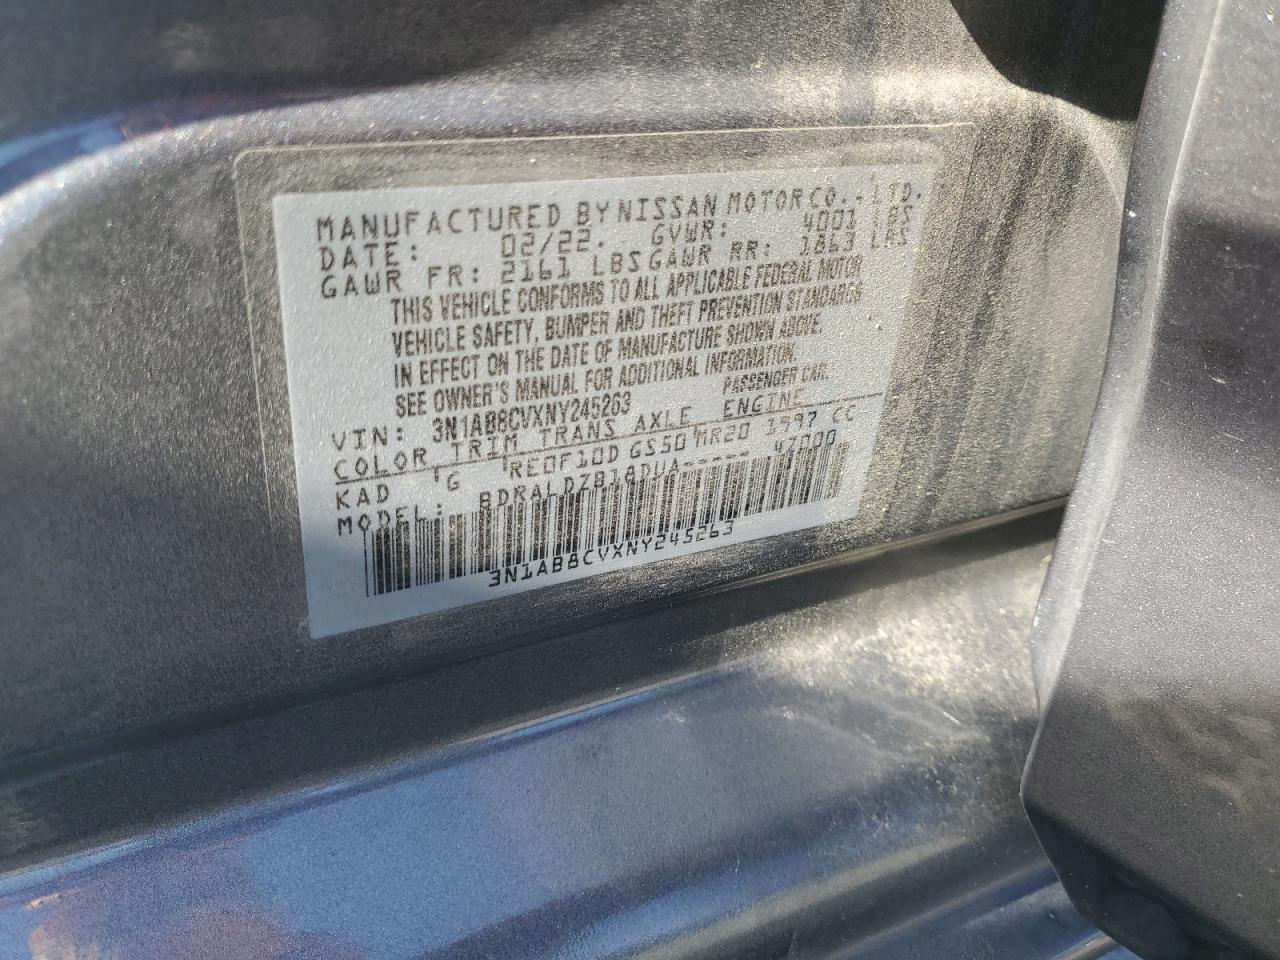 MANUFACTURED BY NISSAN MOTOR CO., LTD.
DATE: 02/22. GVWR: 4001 LBS
GAWR FR: 2161 LBS GAWR RR: 1863 LBS
THIS VEHICLE CONFORMS TO ALL APPLICABLE FEDERAL MOTOR
VEHICLE SAFETY, BUMPER AND THEFT PREVENTION STANDARDS
IN EFFECT ON THE DATE OF MANUFACTURE SHOWN ABOVE.
SEE OWNER'S MANUAL FOR ADDITIONAL INFORMATION.
VIN: 3N1AB8CVXNY245263 PASSENGER CAR.
COLOR TRIM TRANS AXLE ENGINE
KAD G RE0F10D GS50 MR20 1997 CC
MODEL: BDRALDZB18DUA----- 47000
3N1AB8CVXNY245263